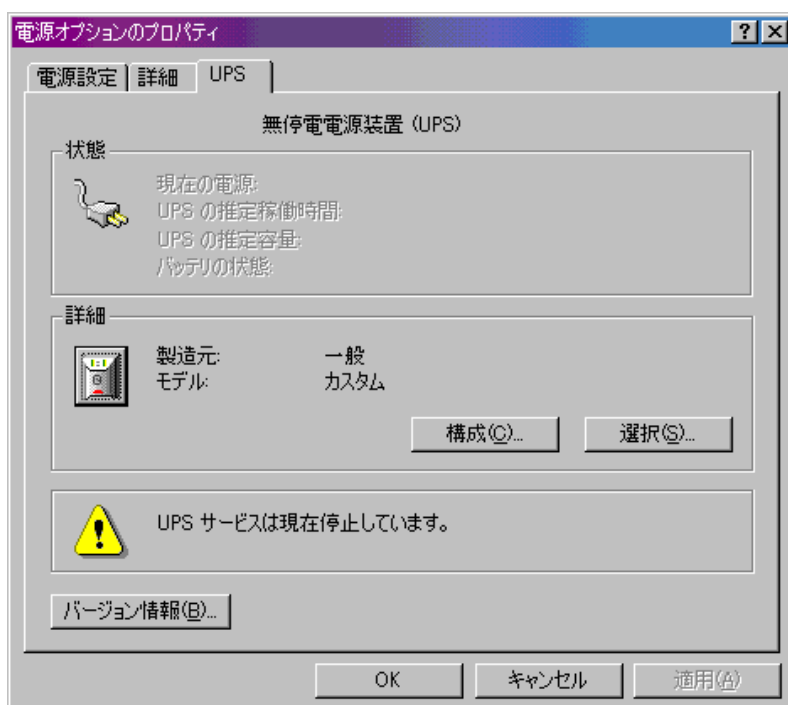 電源オプションのプロパティ
電源設定 詳細 UPS
無停電電源装置 (UPS)
状態
現在の電源:
UPS の推定稼働時間:
UPS の推定容量:
バッテリの状態:
詳細
製造元: 一般
モデル: カスタム
構成(C)... 選択(S)...
UPS サービスは現在停止しています。
バージョン情報(B)...
OK キャンセル 適用(A)